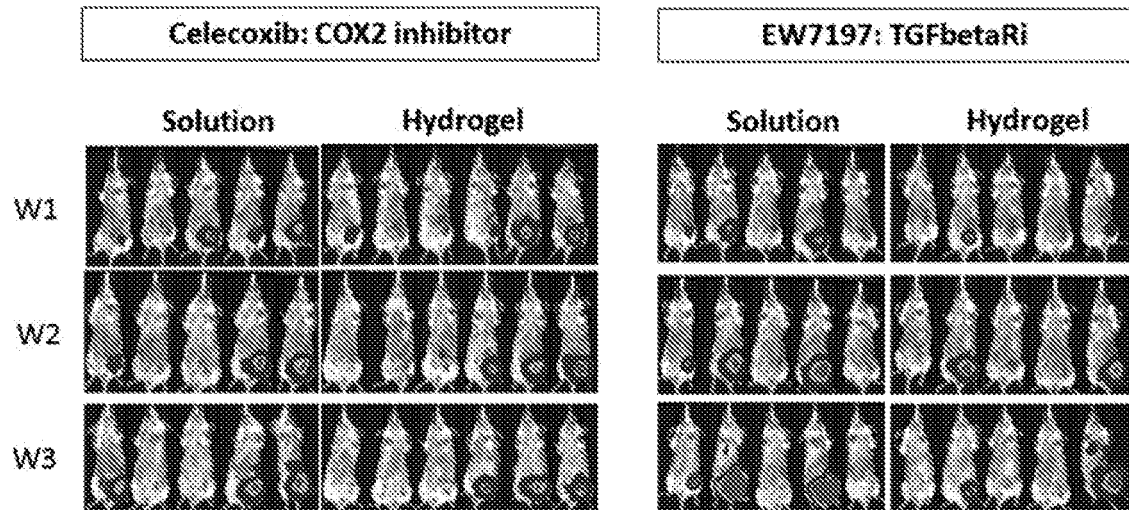 Celecoxib: COX2 inhibitor
EW7197: TGFbetaRi
Solution
Hydrogel
Solution
Hydrogel
W1
W2
W3